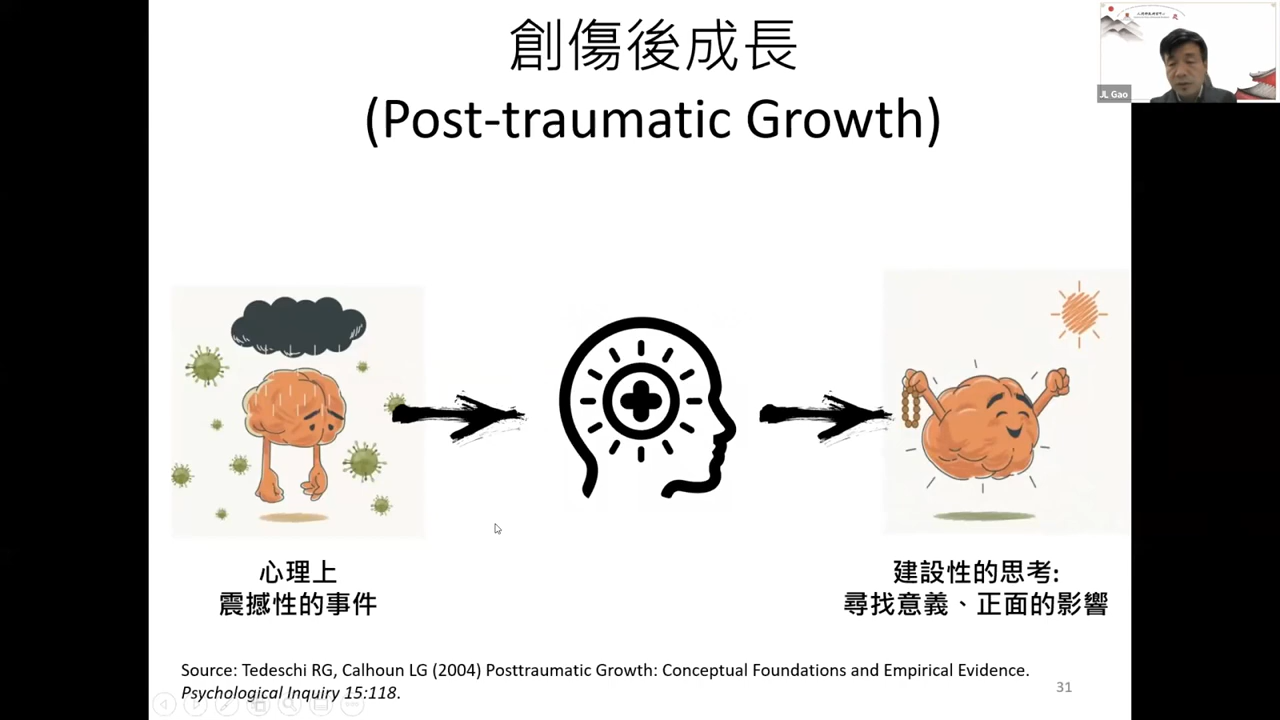 創傷後成長
(Post-traumatic Growth)
JL Gao
心理上
震撼性的事件
建設性的思考:
尋找意義、正面的影響
Source: Tedeschi RG, Calhoun LG (2004) Posttraumatic Growth: Conceptual Foundations and Empirical Evidence.
Psychological Inquiry 15:118.
31